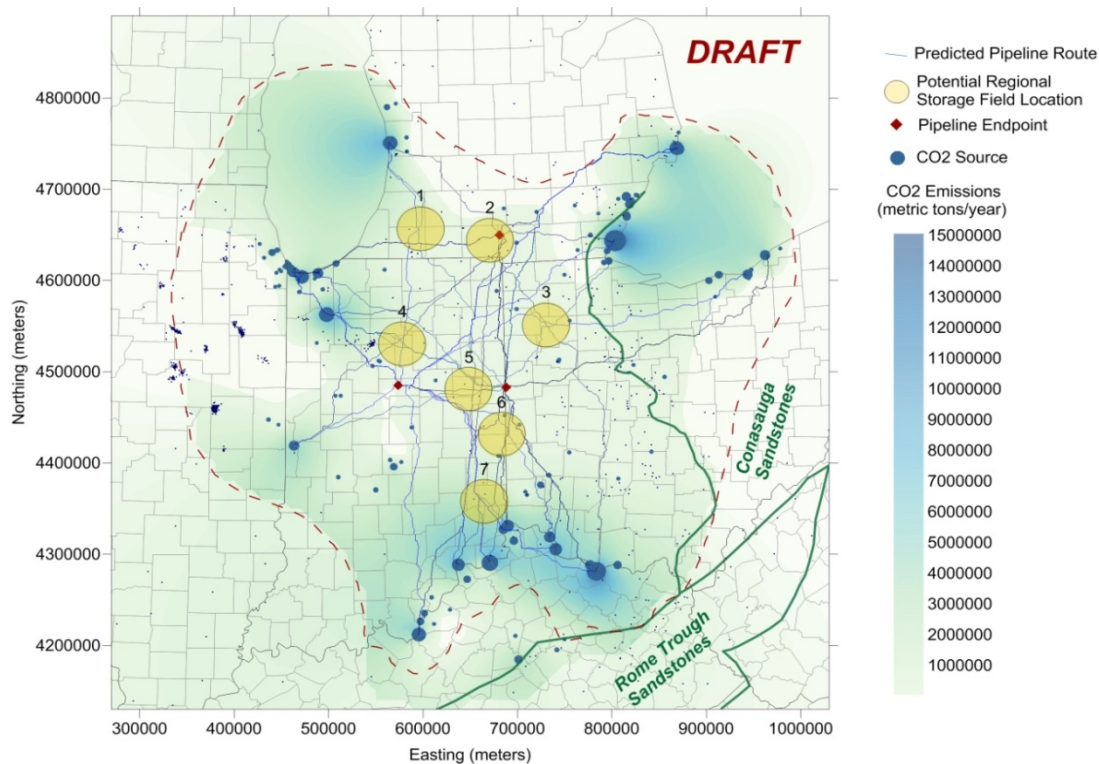 DRAFT
Predicted Pipeline Route
Potential Regional
Storage Field Location
Pipeline Endpoint
CO2 Source
CO2 Emissions
(metric tons/year)
15000000
14000000
13000000
12000000
11000000
10000000
9000000
8000000
7000000
6000000
5000000
4000000
3000000
2000000
1000000
Northing (meters)
4800000
4700000
4600000
4500000
4400000
4300000
4200000
1
2
3
4
5
6
7
Conasauga
Sandstones
Rome Trough
Sandstones
300000
400000
500000
600000
700000
800000
900000
1000000
Easting (meters)